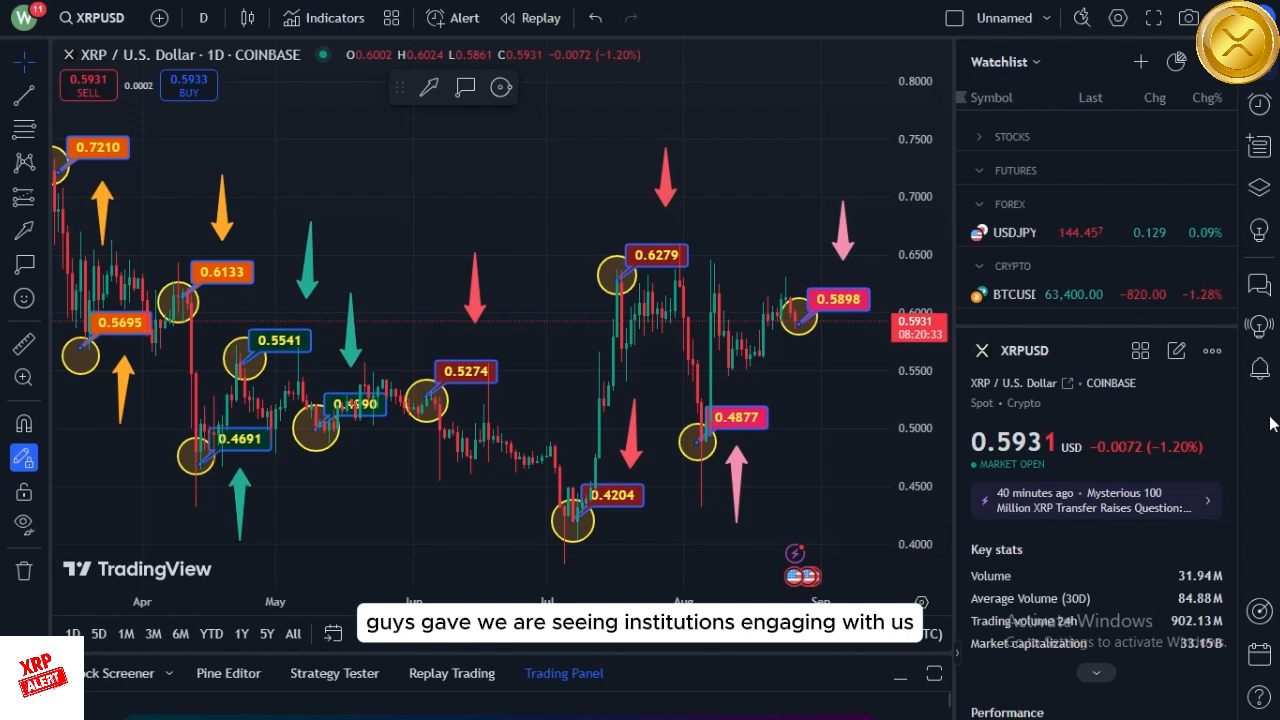 W 11 XRPUSD D Indicators Alert Replay Unnamed
XRP / U.S. Dollar · 1D · COINBASE O0.6002 H0.6024 L0.5861 C0.5931 −0.0072 (−1.20%)
0.5931 SELL 0.0002 0.5933 BUY
0.7210
0.6133
0.5695
0.5541
0.4691
0.4990
0.5274
0.6279
0.4204
0.4877
0.5898
0.8000
0.7500
0.7000
0.6500
0.6000
0.5931
08:20:33
0.5500
0.5000
0.4500
0.4000
TradingView
Apr May Jun Jul Aug Sep
1D 5D 1M 3M 6M YTD 1Y 5Y All
guys gave we are seeing institutions engaging with us
Screener Pine Editor Strategy Tester Replay Trading Trading Panel
XRP
ALERT
Watchlist
Symbol Last Chg Chg%
STOCKS
FUTURES
FOREX
USDJPY 144.457 0.129 0.09%
CRYPTO
BTCUSD 63,400.00 −820.00 −1.28%
XRPUSD
XRP / U.S. Dollar COINBASE
Spot • Crypto
0.5931 USD −0.0072 (−1.20%)
MARKET OPEN
40 minutes ago • Mysterious 100
Million XRP Transfer Raises Question:...
Key stats
Volume 31.94M
Average Volume (30D) 84.88M
Trading volume 24h 902.13M
Market capitalization 33.15B
Activate Windows
Go to Settings to activate Windows.
Performance